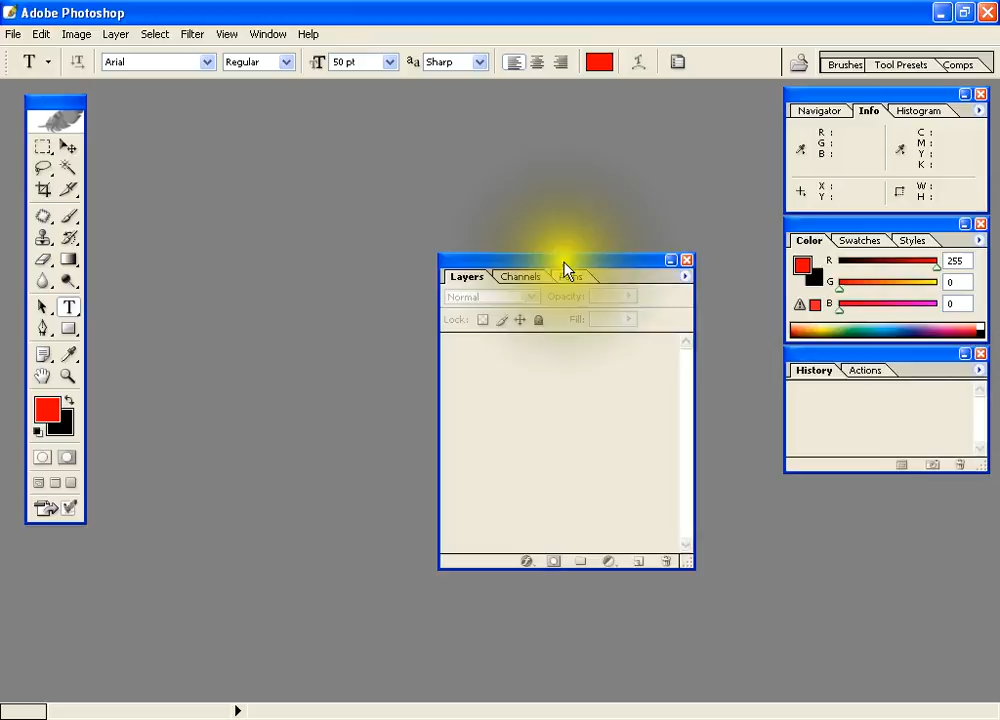 Adobe Photoshop
File Edit Image Layer Select Filter View Window Help
T T Arial Regular T 50 pt aa Sharp Brushes Tool Presets Comps
Navigator Info Histogram
R : C :
G : M :
B : Y :
K :
X : W :
Y : H :
Color Swatches Styles
R 255
G 0
B 0
History Actions
Layers Channels
Normal Opacity:
Lock: Fill:
T